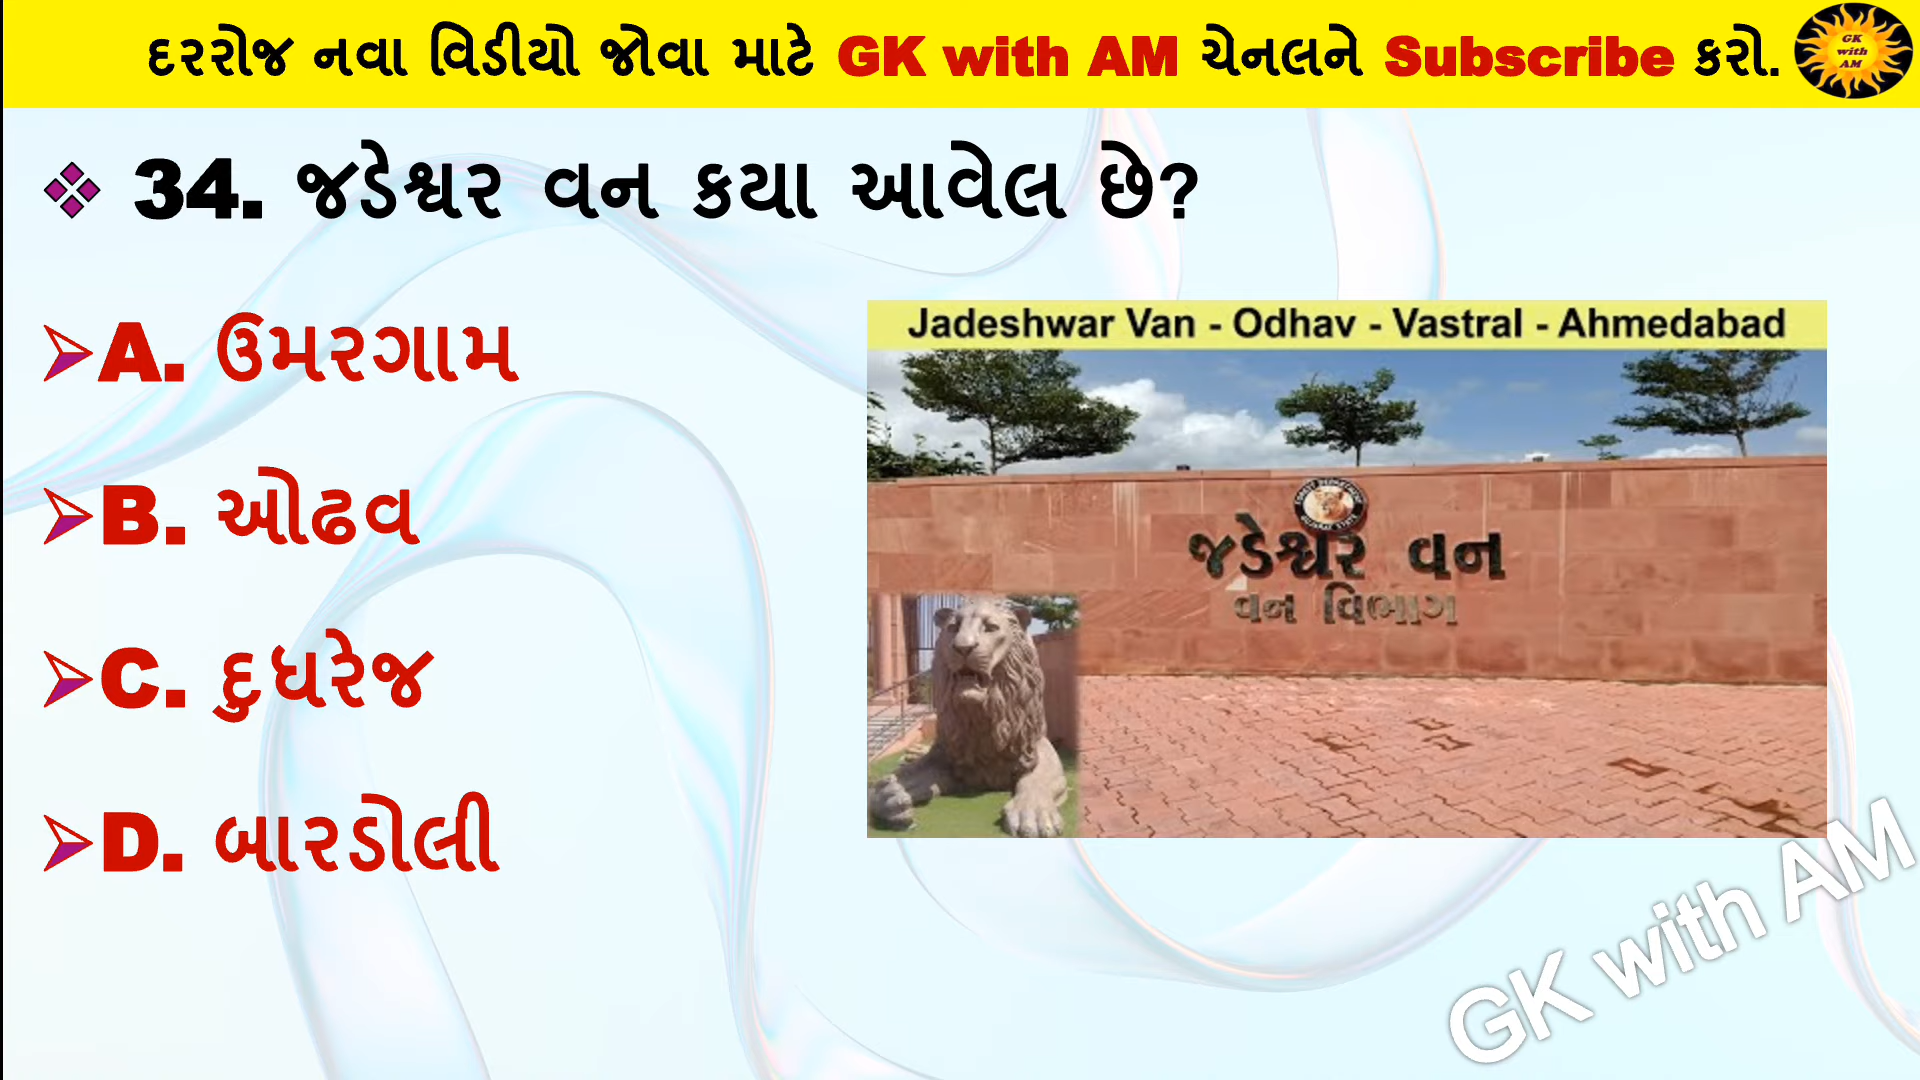 દરરોજ નવા વિડીયો જોવા માટે GK with AM ચેનલને Subscribe કરો.
GK
with
AM
34. જડેશ્વર વન કયા આવેલ છે?
A. ઉમરગામ
B. ઓઢવ
C. દુધરેજ
D. બારડોલી
Jadeshwar Van - Odhav - Vastral - Ahmedabad
જડેશ્વર વન
વન વિભાગ
GK with AM